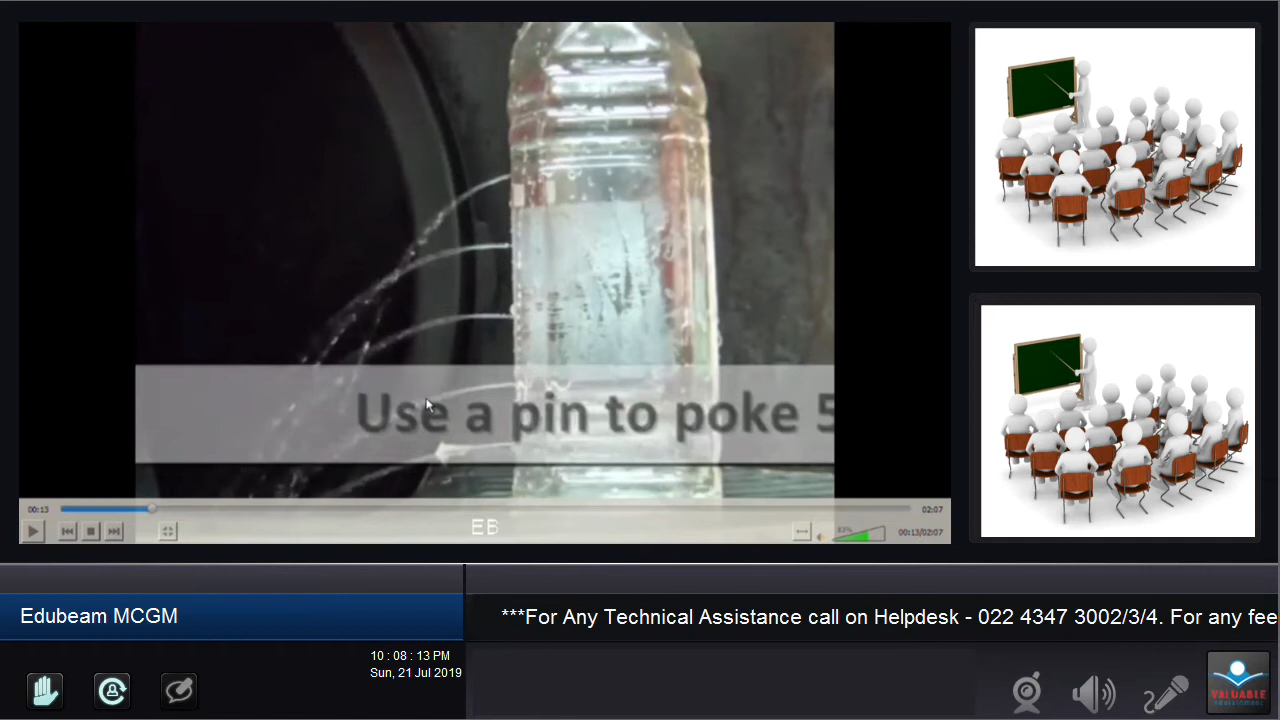 Use a pin to poke 5
00:13
02:07
EB
93%
00:13/02:07
Edubeam MCGM
***For Any Technical Assistance call on Helpdesk - 022 4347 3002/3/4. For any fee
10 : 08 : 13 PM
Sun, 21 Jul 2019
VALUABLE